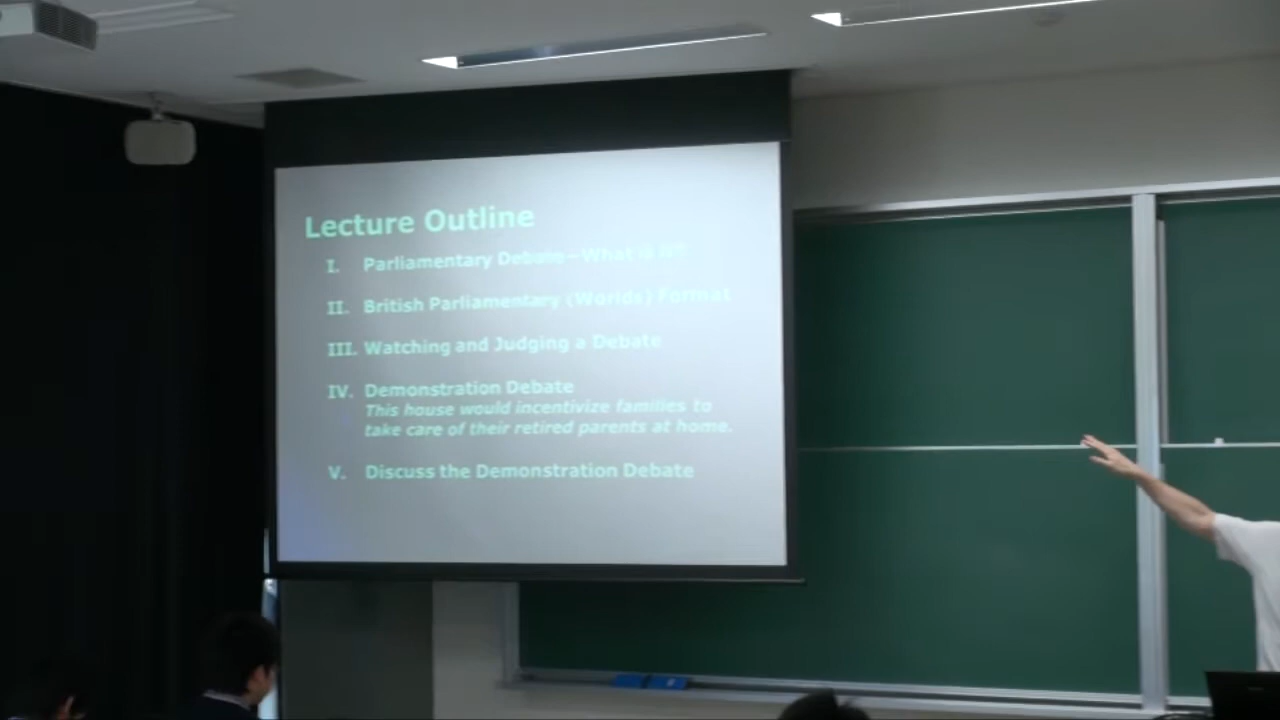 Lecture Outline
I. Parliamentary Debate—What is it?
II. British Parliamentary (Worlds) Format
III. Watching and Judging a Debate
IV. Demonstration Debate
This house would incentivize families to
take care of their retired parents at home.
V. Discuss the Demonstration Debate